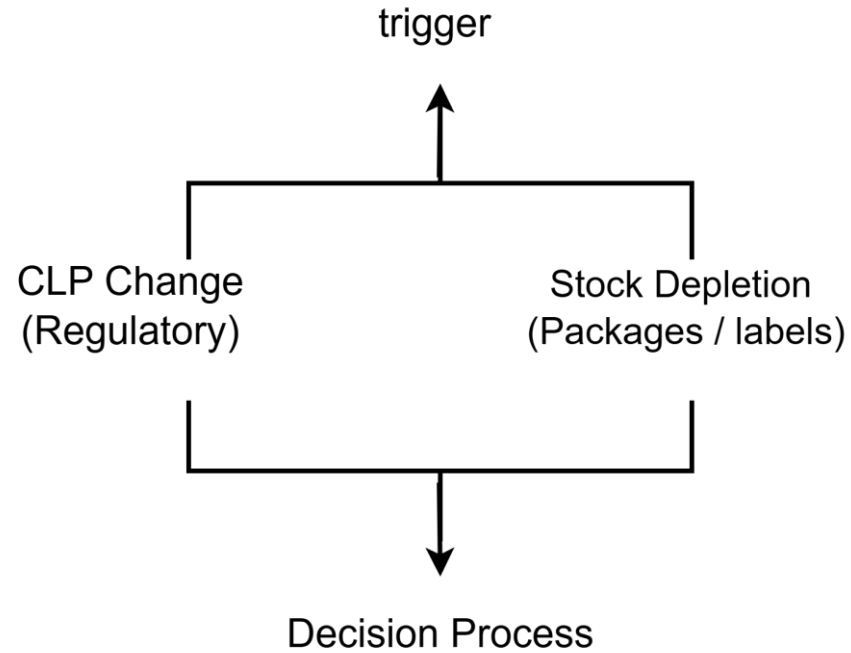 trigger
CLP Change
(Regulatory)
Stock Depletion
(Packages / labels)
Decision Process